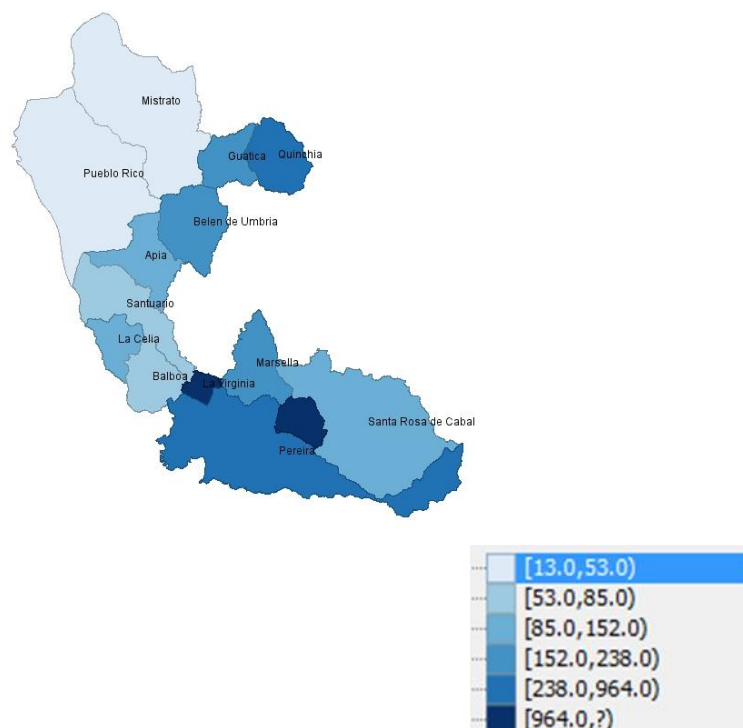 Mistrato
Guatica
Quinchia
Pueblo Rico
Belen de Umbria
Apia
Santuario
La Celia
Marsella
Balboa
La Virginia
Santa Rosa de Cabal
Pereira
[13.0,53.0)
[53.0,85.0)
[85.0,152.0)
[152.0,238.0)
[238.0,964.0)
[964.0,?)